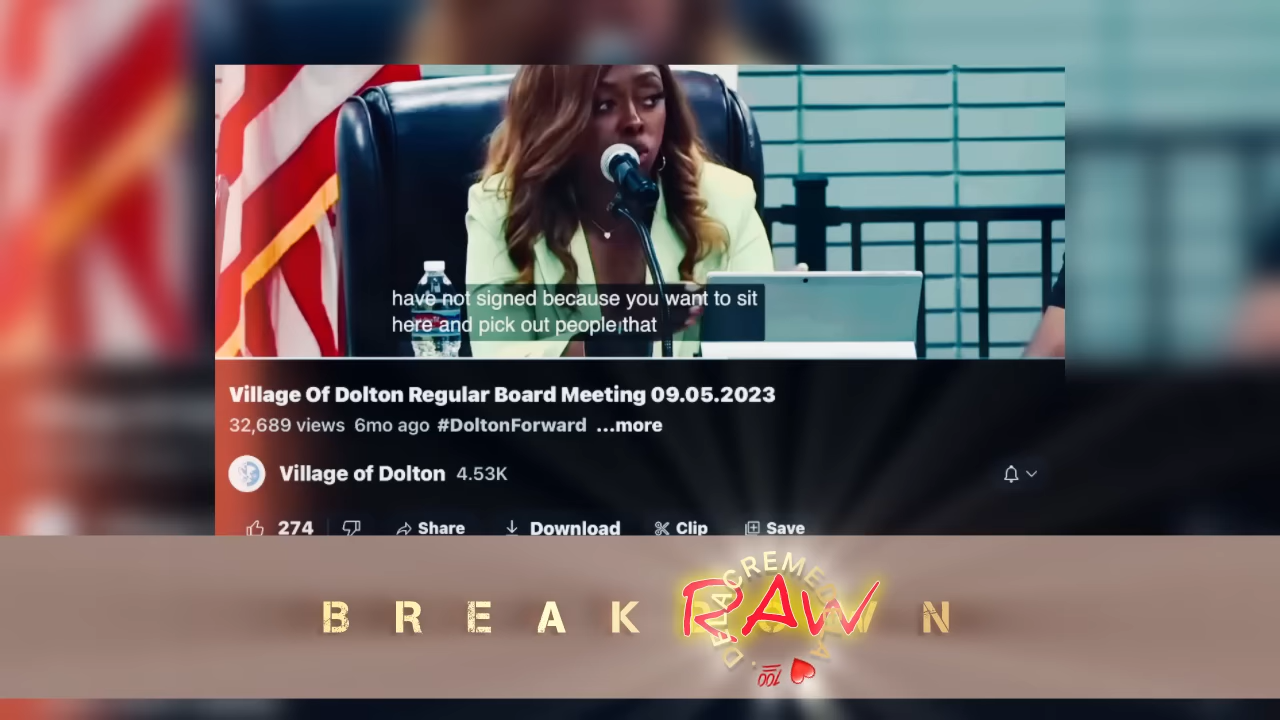 have not signed because you want to sit
here and pick out people that
Village Of Dolton Regular Board Meeting 09.05.2023
32,689 views 6mo ago #DoltonForward ...more
Village of Dolton 4.53K
274 Share Download Clip Save
BREAK
RAW
N
100